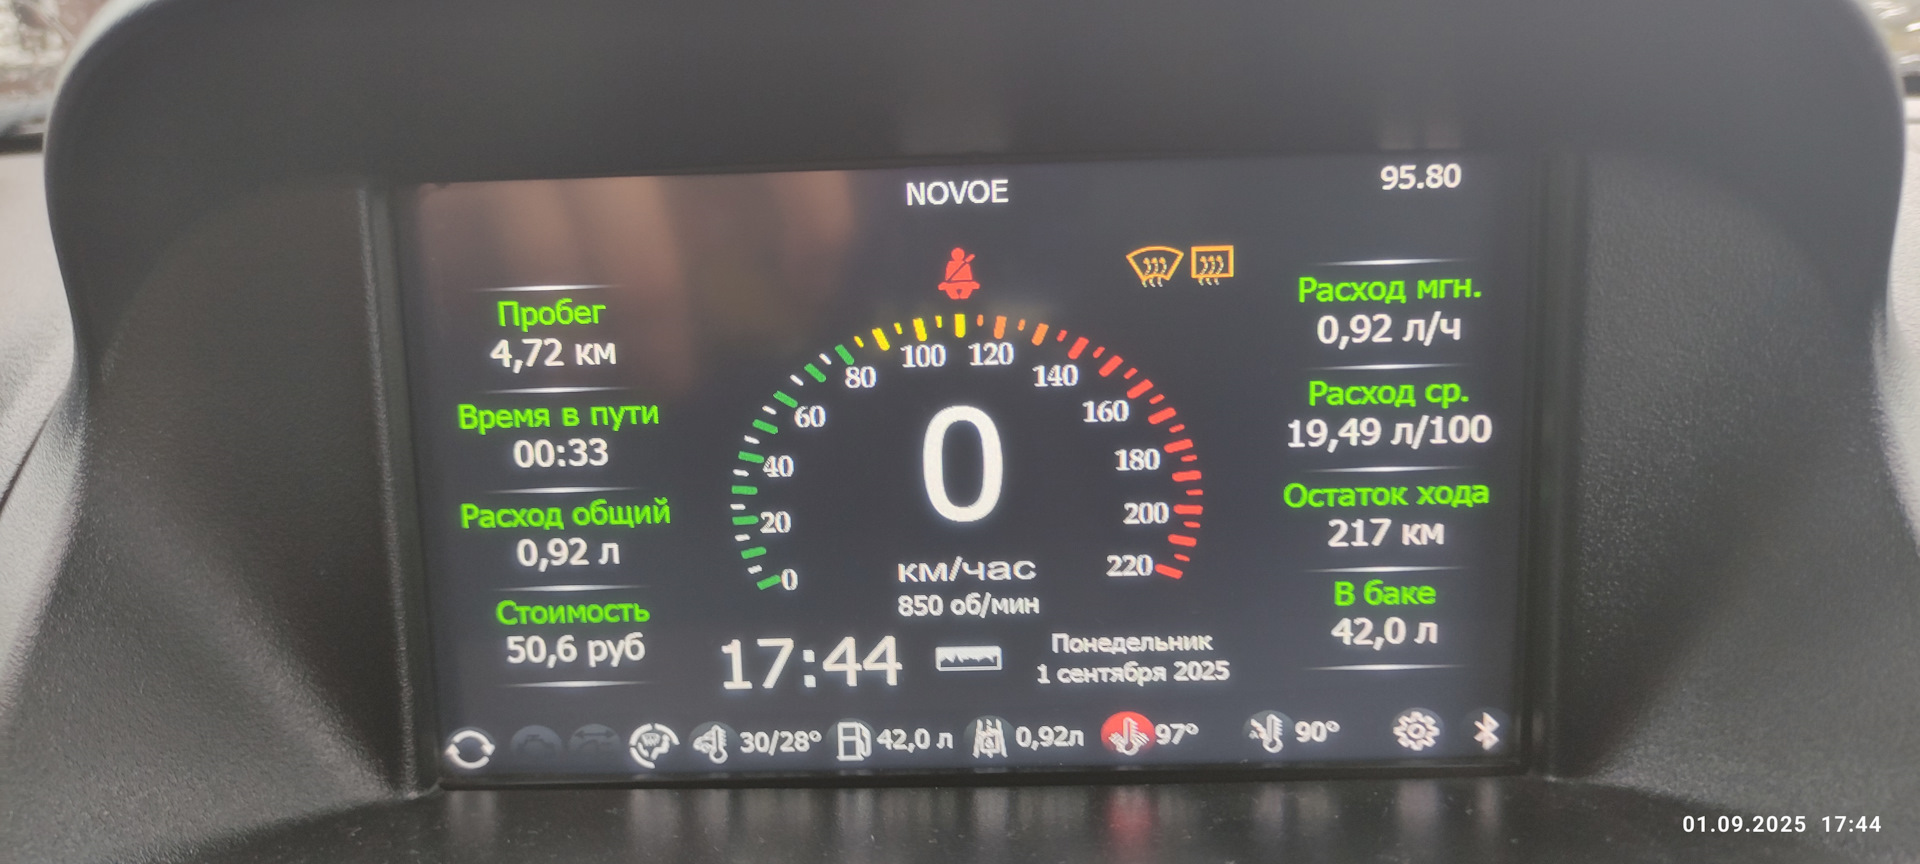 NOVOE
95.80
Пробег
4,72 км
Время в пути
00:33
Расход общий
0,92 л
Стоимость
50,6 руб
0
20
40
60
80
100
120
140
160
180
200
220
0
км/час
850 об/мин
17:44
Понедельник
1 сентября 2025
Расход мгн.
0,92 л/ч
Расход ср.
19,49 л/100
Остаток хода
217 км
В баке
42,0 л
30/28° 42,0 л 0,92л 97° 90°
01.09.2025 17:44